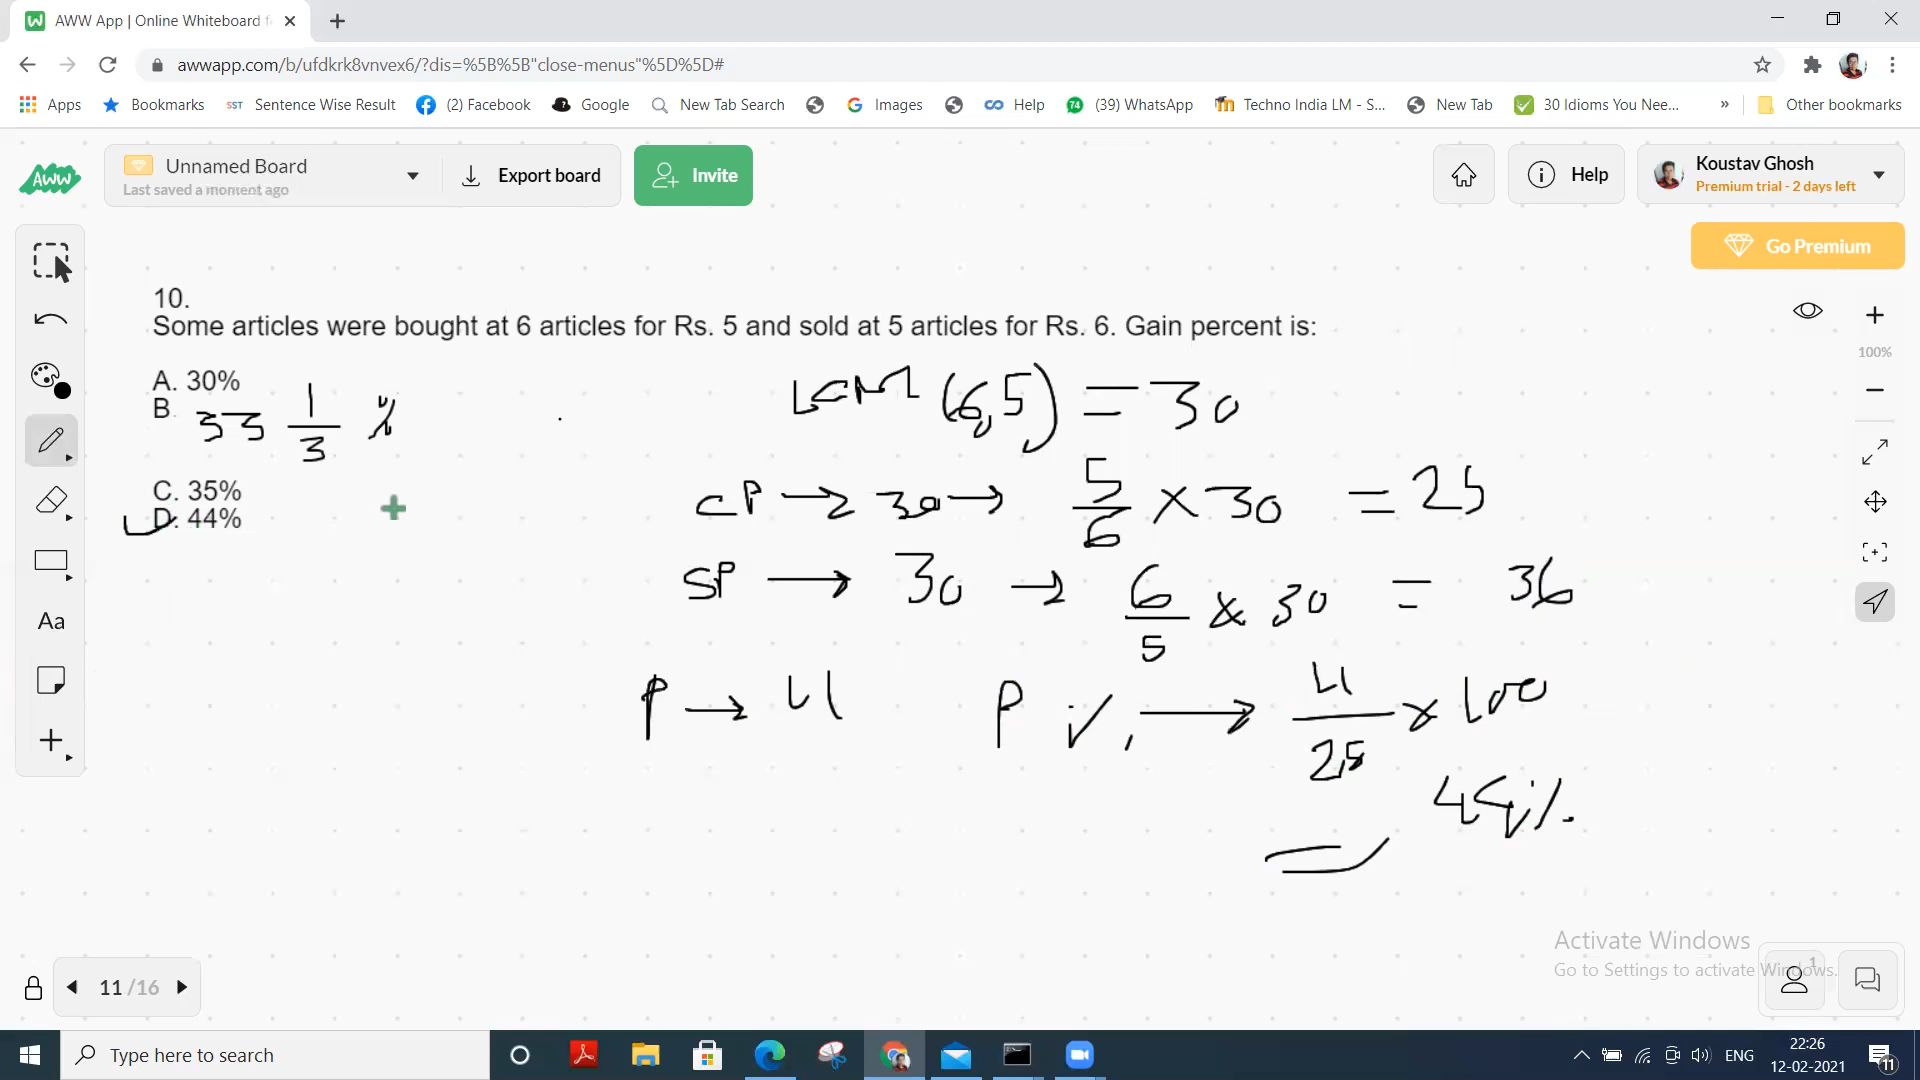 AWW App | Online Whiteboard f
awwapp.com/b/ufdkrk8vnvex6/?dis=%5B%5B"close-menus"%5D%5D#
Apps Bookmarks SST Sentence Wise Result (2) Facebook Google New Tab Search Images Help 74 (39) WhatsApp Techno India LM - S... New Tab 30 Idioms You Nee... » Other bookmarks
AWW Unnamed Board Export board Invite Help Koustav Ghosh
Last saved a moment ago Premium trial - 2 days left
Go Premium
10.
Some articles were bought at 6 articles for Rs. 5 and sold at 5 articles for Rs. 6. Gain percent is:
100%
A. 30%
B. 33 1/3 %
C. 35%
D. 44%
LCM (6,5) = 30
CP → 30 → 5/6 × 30 = 25
SP → 30 → 6/5 × 30 = 36
P → 11 P % → 11/25 × 100
44%
Aa
Activate Windows
Go to Settings to activate Windows.
1
11 /16
Type here to search
ENG
22:26
12-02-2021
11